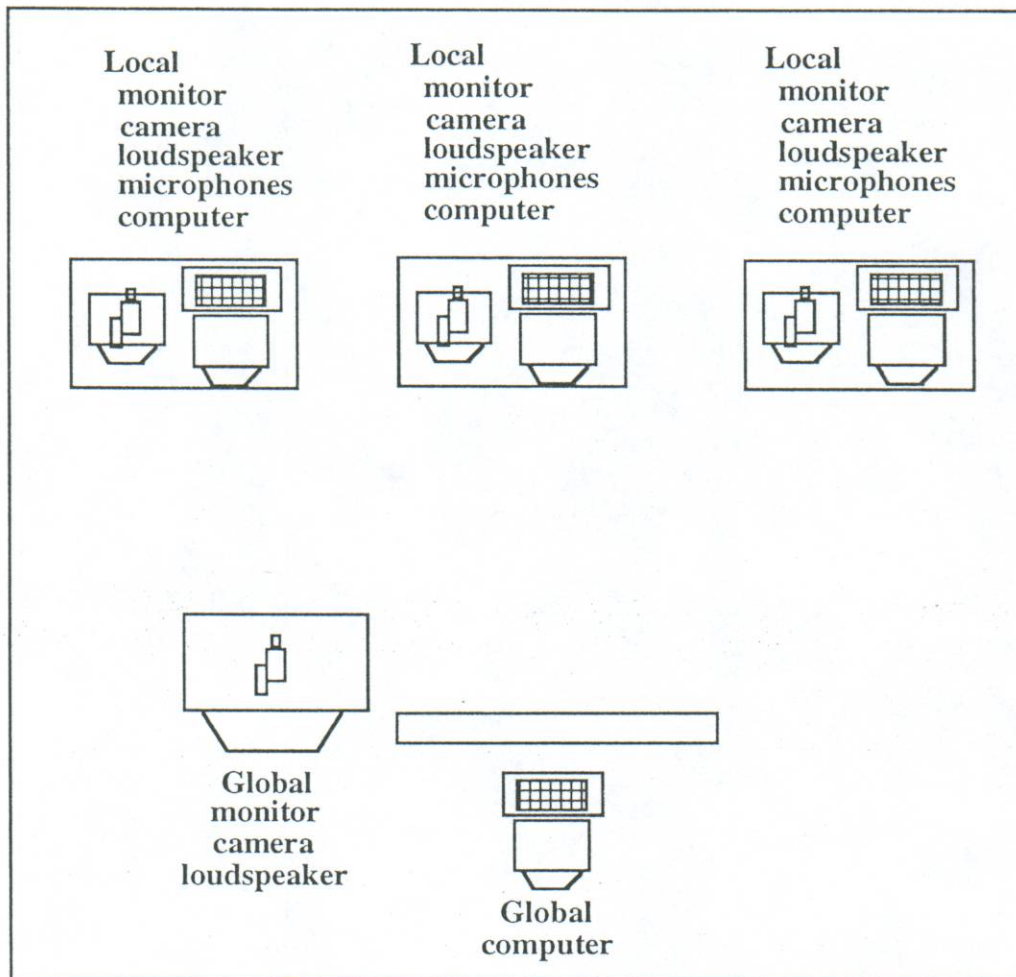 Local
monitor
camera
loudspeaker
microphones
computer
Local
monitor
camera
loudspeaker
microphones
computer
Local
monitor
camera
loudspeaker
microphones
computer
Global
monitor
camera
loudspeaker
Global
computer